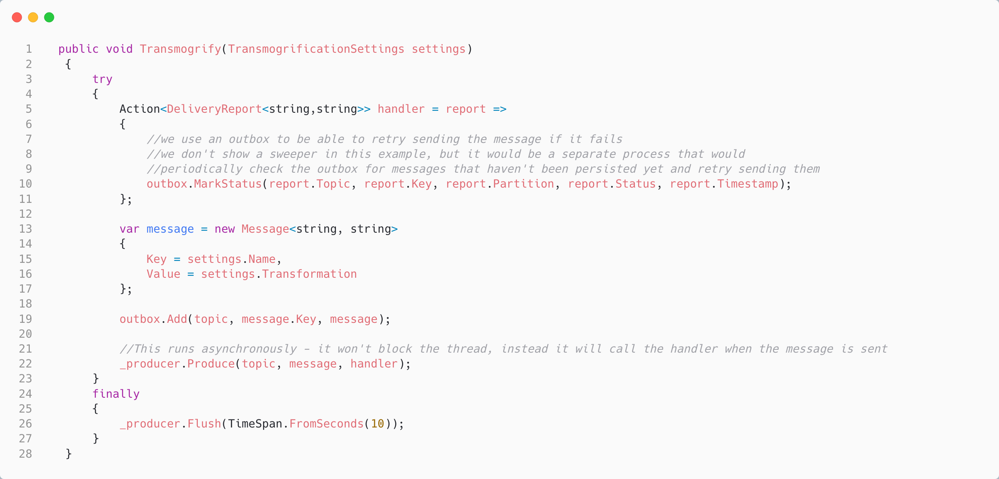 1 public void Transmogrify(TransmogrificationSettings settings)
2 {
3 try
4 {
5 Action<DeliveryReport<string,string>> handler = report =>
6 {
7 //we use an outbox to be able to retry sending the message if it fails
8 //we don't show a sweeper in this example, but it would be a separate process that would
9 //periodically check the outbox for messages that haven't been persisted yet and retry sending them
10 outbox.MarkStatus(report.Topic, report.Key, report.Partition, report.Status, report.Timestamp);
11 };
12
13 var message = new Message<string, string>
14 {
15 Key = settings.Name,
16 Value = settings.Transformation
17 };
18
19 outbox.Add(topic, message.Key, message);
20
21 //This runs asynchronously - it won't block the thread, instead it will call the handler when the message is sent
22 _producer.Produce(topic, message, handler);
23 }
24 finally
25 {
26 _producer.Flush(TimeSpan.FromSeconds(10));
27 }
28 }